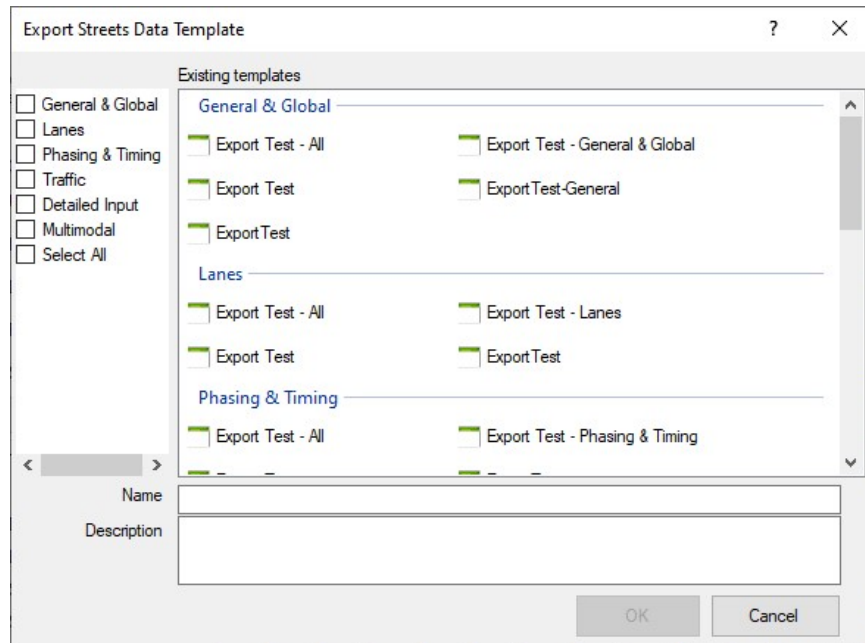 Export Streets Data Template
?
Existing templates
General & Global
Lanes
Phasing & Timing
Traffic
Detailed Input
Multimodal
Select All
General & Global
Export Test - All
Export Test - General & Global
Export Test
ExportTest-General
ExportTest
Lanes
Export Test - All
Export Test - Lanes
Export Test
ExportTest
Phasing & Timing
Export Test - All
Export Test - Phasing & Timing
Name
Description
OK
Cancel